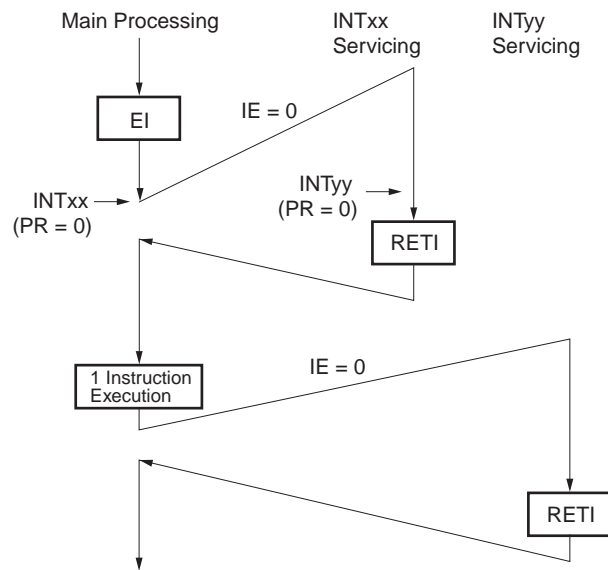 Main Processing
INTxx
Servicing
INTyy
Servicing
EI
IE = 0
INTxx
(PR = 0)
INTyy
(PR = 0)
RETI
1 Instruction
Execution
IE = 0
RETI